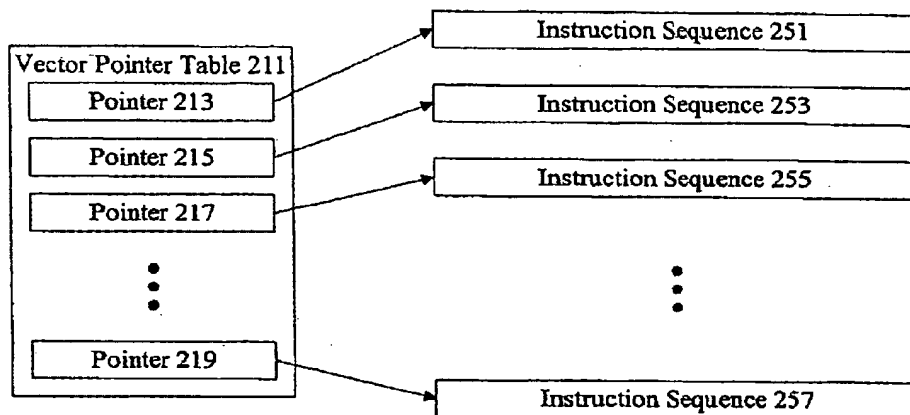 Instruction Sequence 251
Vector Pointer Table 211
Pointer 213
Instruction Sequence 253
Pointer 215
Instruction Sequence 255
Pointer 217
Pointer 219
Instruction Sequence 257